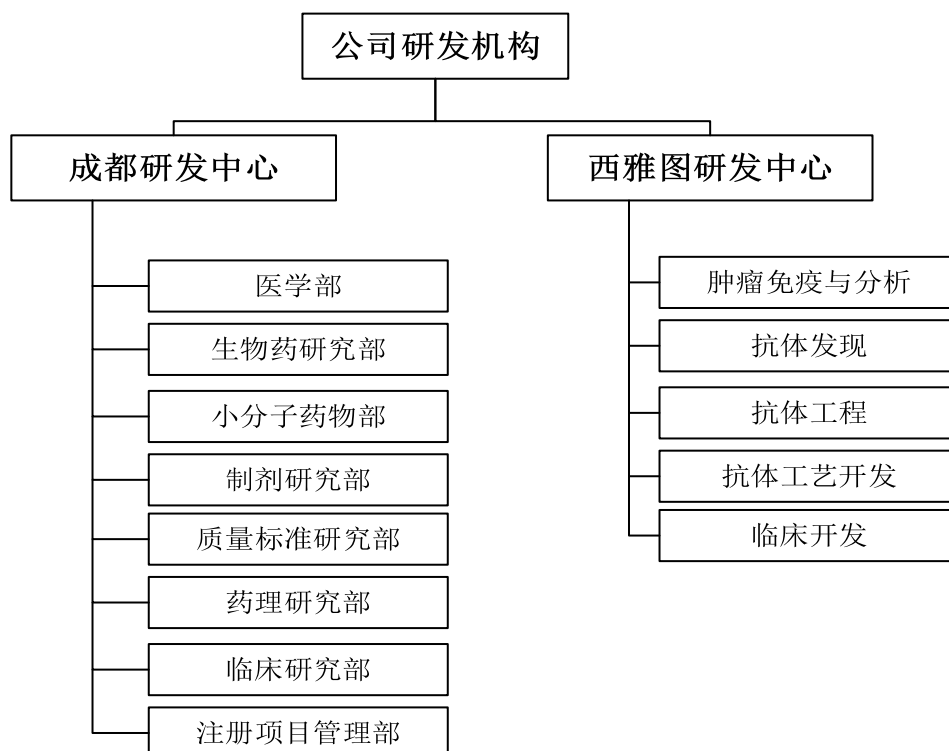 公司研发机构
成都研发中心
西雅图研发中心
医学部
生物药研究部
小分子药物部
制剂研究部
质量标准研究部
药理研究部
临床研究部
注册项目管理部
肿瘤免疫与分析
抗体发现
抗体工程
抗体工艺开发
临床开发